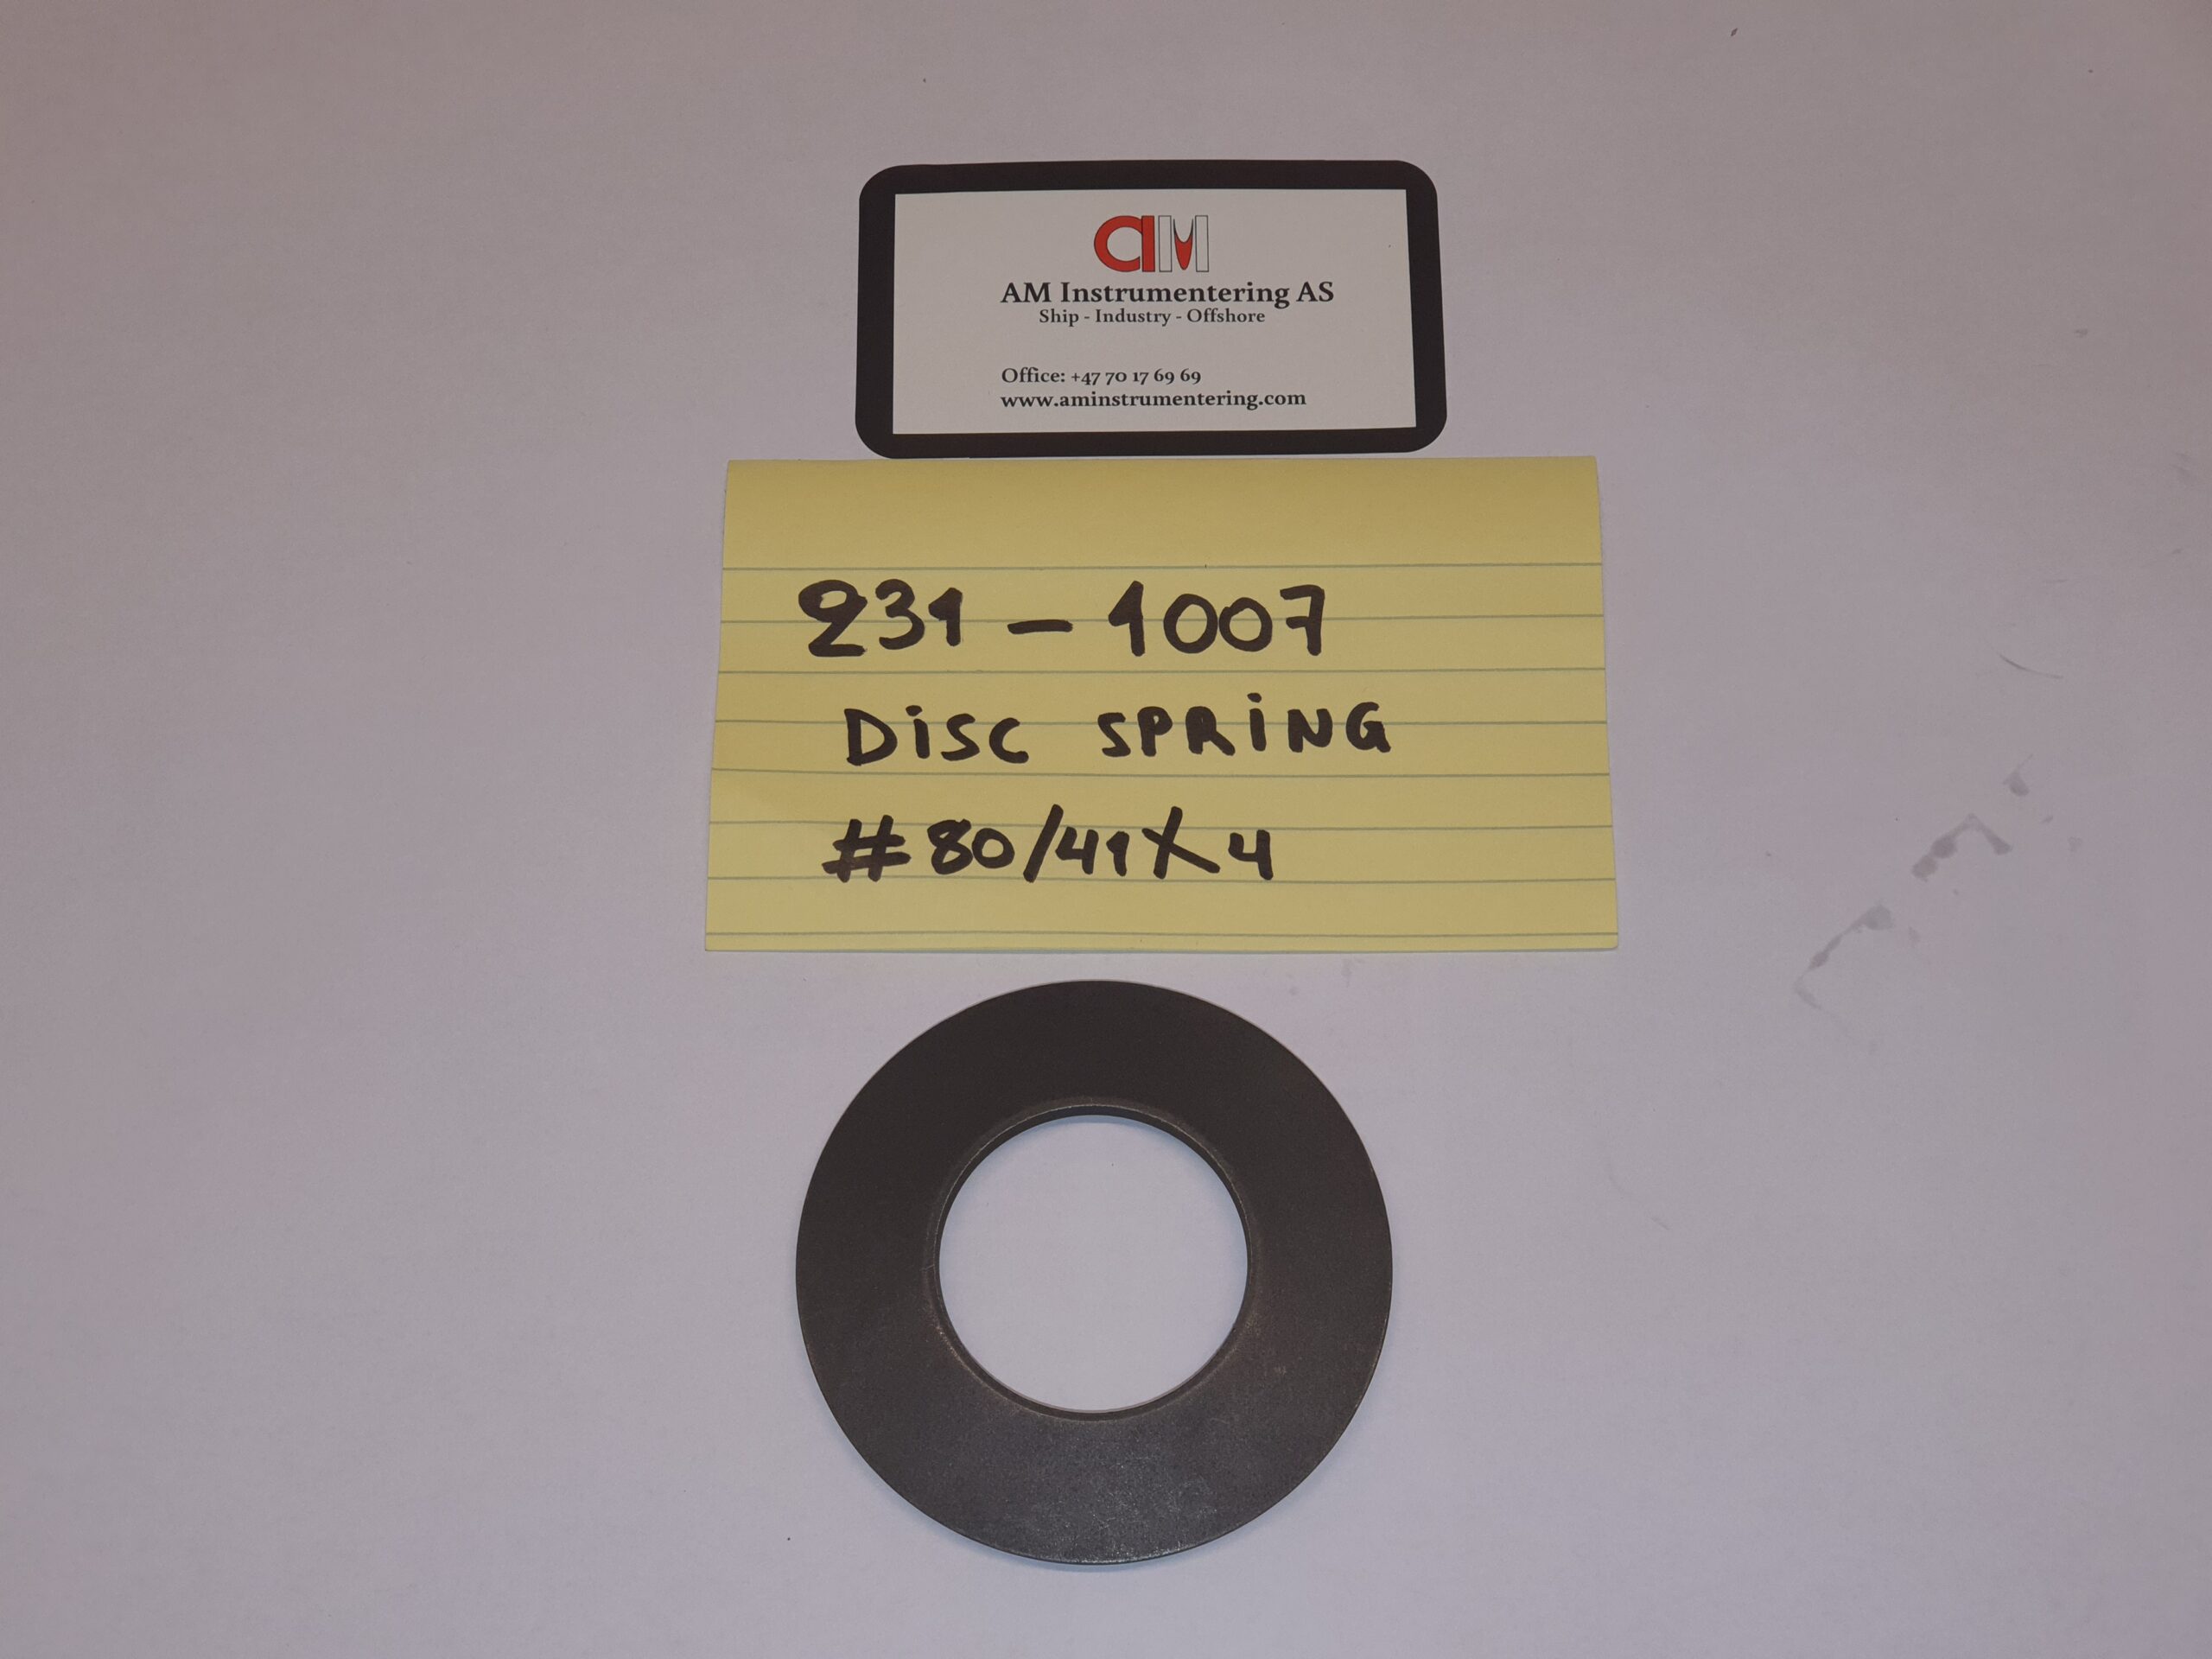 aM
AM Instrumentering AS
Ship - Industry - Offshore
Office: +47 70 17 69 69
www.aminstrumentering.com
231 - 1007
DiSC SPRiNG
#80/41X4